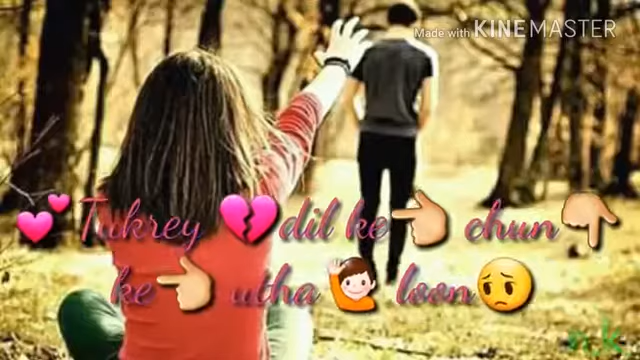 Made with KINEMASTER
💕Tukrey 💔dil ke👈 chun👇
ke👈 utha🙋 loon😔
n k